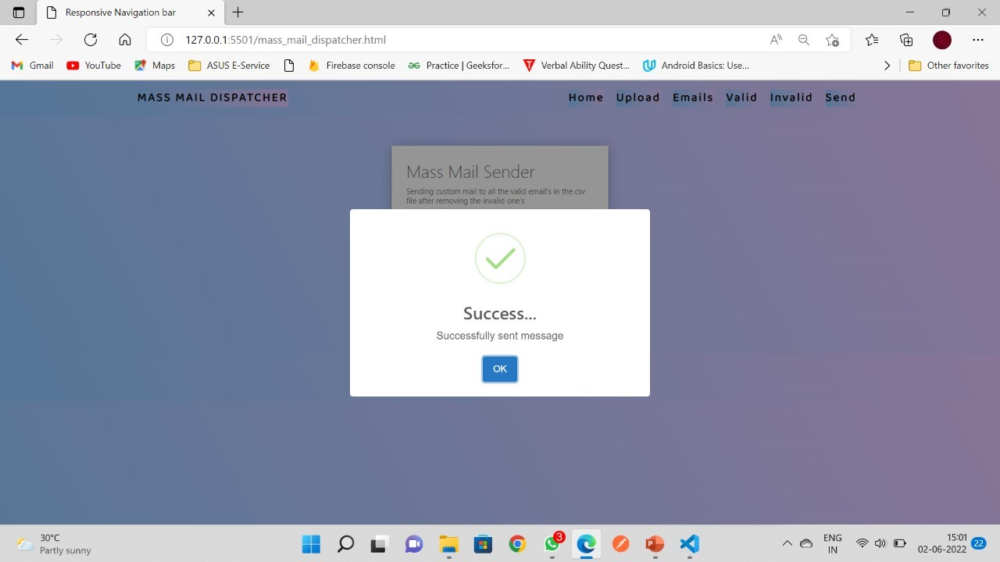 Responsive Navigation bar
127.0.0.1:5501/mass_mail_dispatcher.html
Gmail YouTube Maps ASUS E-Service Firebase console Practice | Geeksfor... Verbal Ability Quest... Android Basics: Use... Other favorites
MASS MAIL DISPATCHER Home Upload Emails Valid Invalid Send
Mass Mail Sender
Sending custom mail to all the valid email's in the csv
file after removing the invalid one's
Success...
Successfully sent message
OK
30°C
Partly sunny
3
ENG
IN
15:01
02-06-2022
22